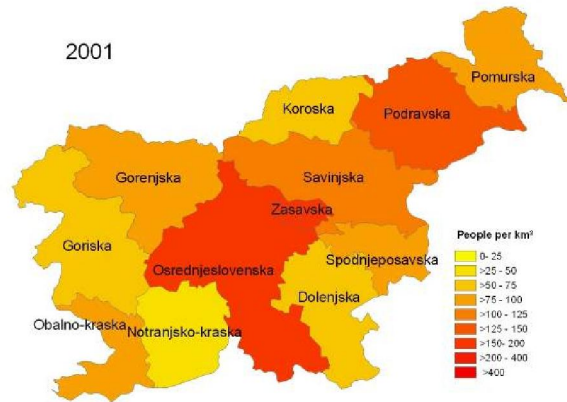 2001
Pomurska
Koroska
Podravska
Gorenjska
Savinjska
Zasavska
Goriska
Osrednjeslovenska
Spodnjeposavska
Dolenjska
Obalno-kraska
Notranjsko-kraska
People per km²
0- 25
>25 - 50
>50 - 75
>75 - 100
>100 - 125
>125 - 150
>150 - 200
>200 - 400
>400